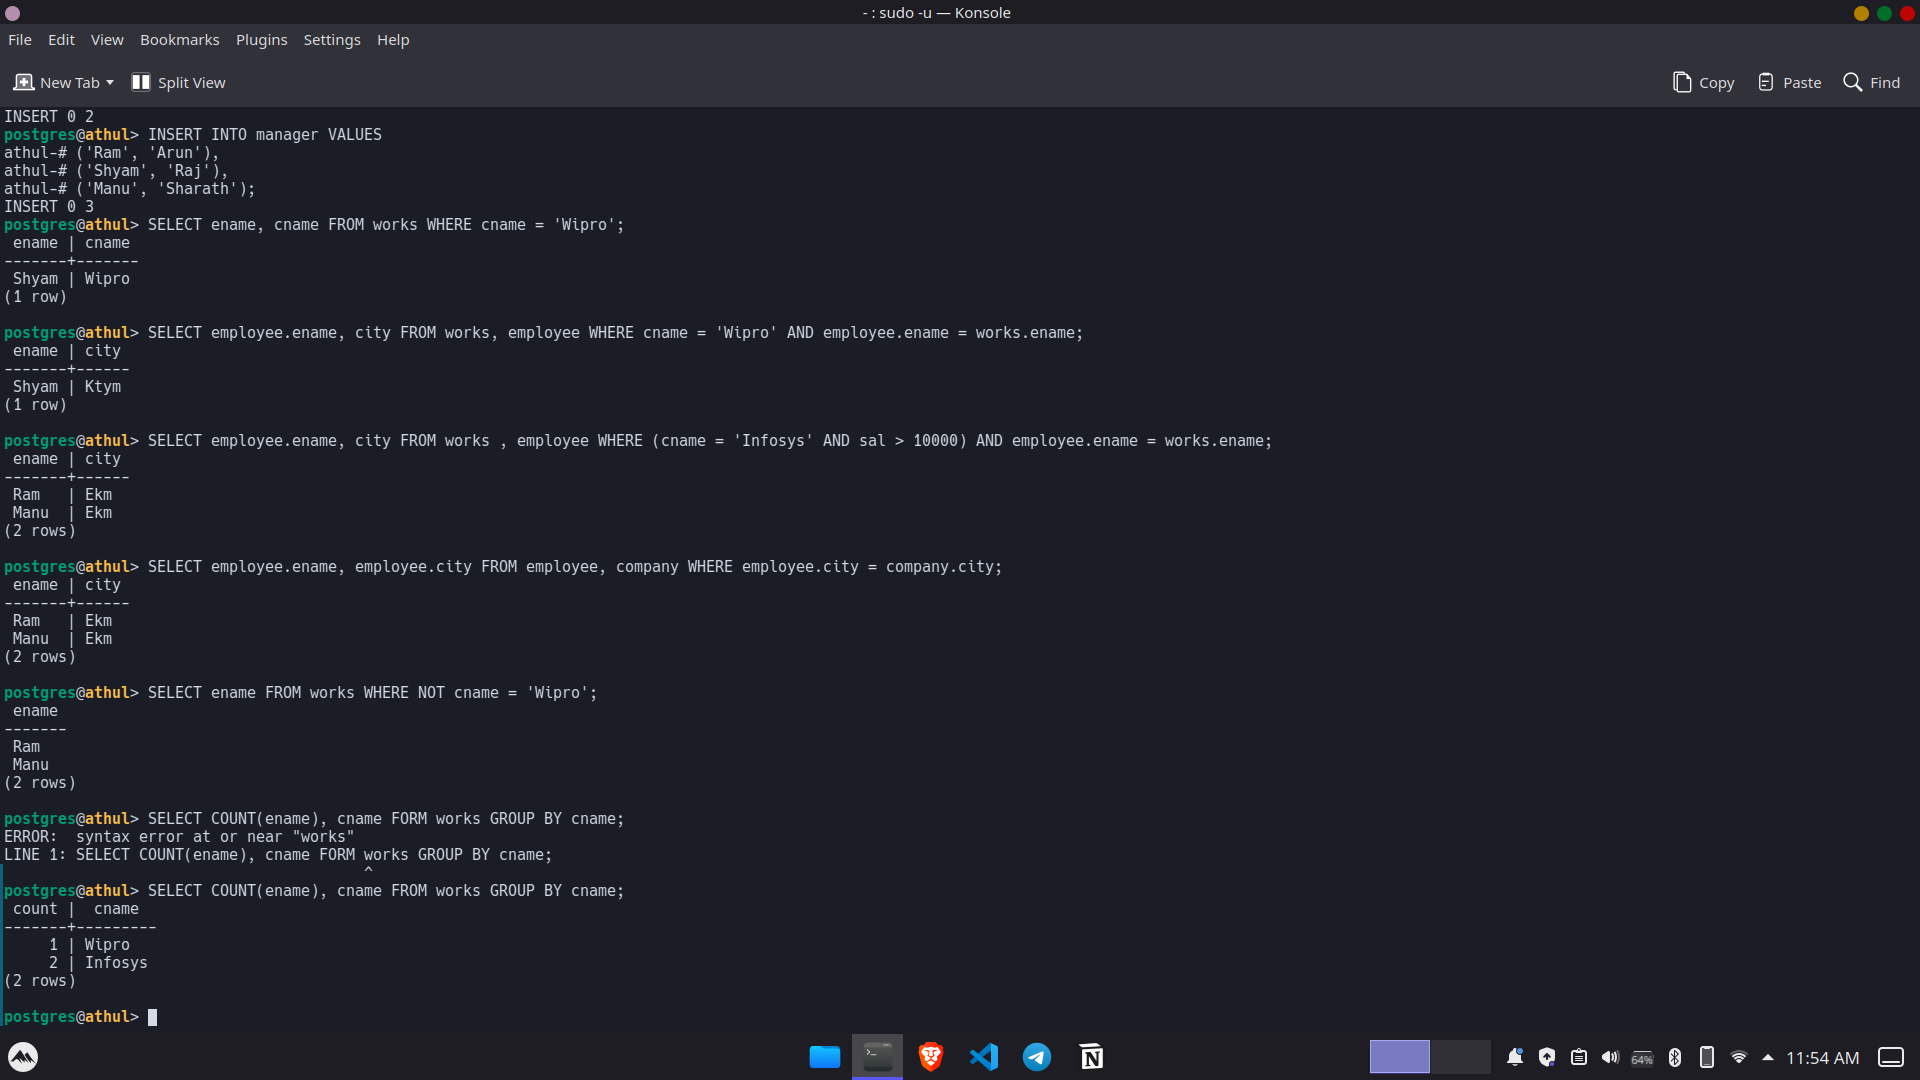 - : sudo -u — Konsole
File Edit View Bookmarks Plugins Settings Help
New Tab Split View Copy Paste Find
INSERT 0 2
postgres@athul> INSERT INTO manager VALUES
athul-# ('Ram', 'Arun'),
athul-# ('Shyam', 'Raj'),
athul-# ('Manu', 'Sharath');
INSERT 0 3
postgres@athul> SELECT ename, cname FROM works WHERE cname = 'Wipro';
 ename | cname
-------+-------
 Shyam | Wipro
(1 row)

postgres@athul> SELECT employee.ename, city FROM works, employee WHERE cname = 'Wipro' AND employee.ename = works.ename;
 ename | city
-------+------
 Shyam | Ktym
(1 row)

postgres@athul> SELECT employee.ename, city FROM works , employee WHERE (cname = 'Infosys' AND sal > 10000) AND employee.ename = works.ename;
 ename | city
-------+------
 Ram   | Ekm
 Manu  | Ekm
(2 rows)

postgres@athul> SELECT employee.ename, employee.city FROM employee, company WHERE employee.city = company.city;
 ename | city
-------+------
 Ram   | Ekm
 Manu  | Ekm
(2 rows)

postgres@athul> SELECT ename FROM works WHERE NOT cname = 'Wipro';
 ename
-------
 Ram
 Manu
(2 rows)

postgres@athul> SELECT COUNT(ename), cname FORM works GROUP BY cname;
ERROR:  syntax error at or near "works"
LINE 1: SELECT COUNT(ename), cname FORM works GROUP BY cname;
                                        ^
postgres@athul> SELECT COUNT(ename), cname FROM works GROUP BY cname;
 count |  cname
-------+---------
     1 | Wipro
     2 | Infosys
(2 rows)

postgres@athul>
64% 11:54 AM